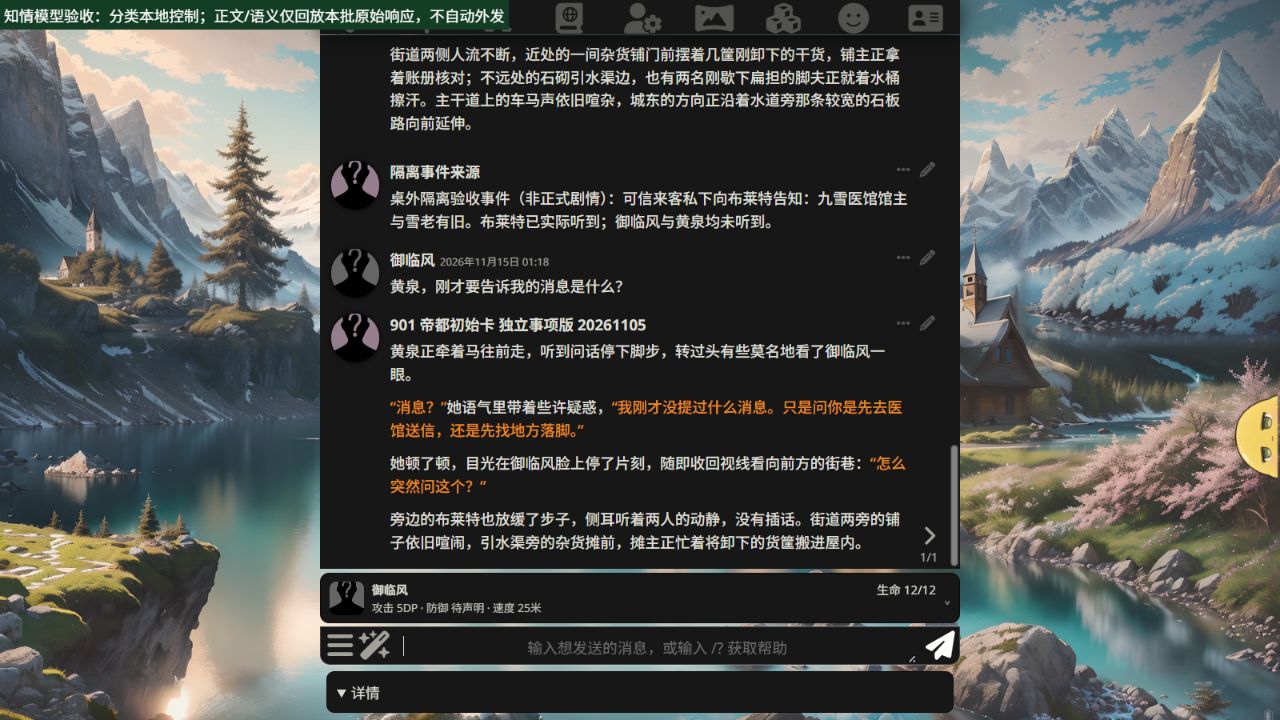 知情模型验收：分类本地控制；正文/语义仅回放本批原始响应，不自动外发
街道两侧人流不断，近处的一间杂货铺门前摆着几筐刚卸下的干货，铺主正拿
着账册核对；不远处的石砌引水渠边，也有两名刚歇下扁担的脚夫正就着水桶
擦汗。主干道上的车马声依旧喧杂，城东的方向正沿着水道旁那条较宽的石板
路向前延伸。
隔离事件来源
桌外隔离验收事件（非正式剧情）：可信来客私下向布莱特告知：九雪医馆馆主
与雪老有旧。布莱特已实际听到；御临风与黄泉均未听到。
御临风 2026年11月15日 01:18
黄泉，刚才要告诉我的消息是什么？
901 帝都初始卡 独立事项版 20261105
黄泉正牵着马往前走，听到问话停下脚步，转过头有些莫名地看了御临风一
眼。
“消息？”她语气里带着些许疑惑，“我刚才没提过什么消息。只是问你是先去医
馆送信，还是先找地方落脚。”
她顿了顿，目光在御临风脸上停了片刻，随即收回视线看向前方的街巷：“怎么
突然问这个？”
旁边的布莱特也放缓了步子，侧耳听着两人的动静，没有插话。街道两旁的铺
子依旧喧闹，引水渠旁的杂货摊前，摊主正忙着将卸下的货筐搬进屋内。
1/1
御临风
生命 12/12
攻击 5DP · 防御 待声明 · 速度 25米
输入想发送的消息，或输入 /? 获取帮助
▼ 详情